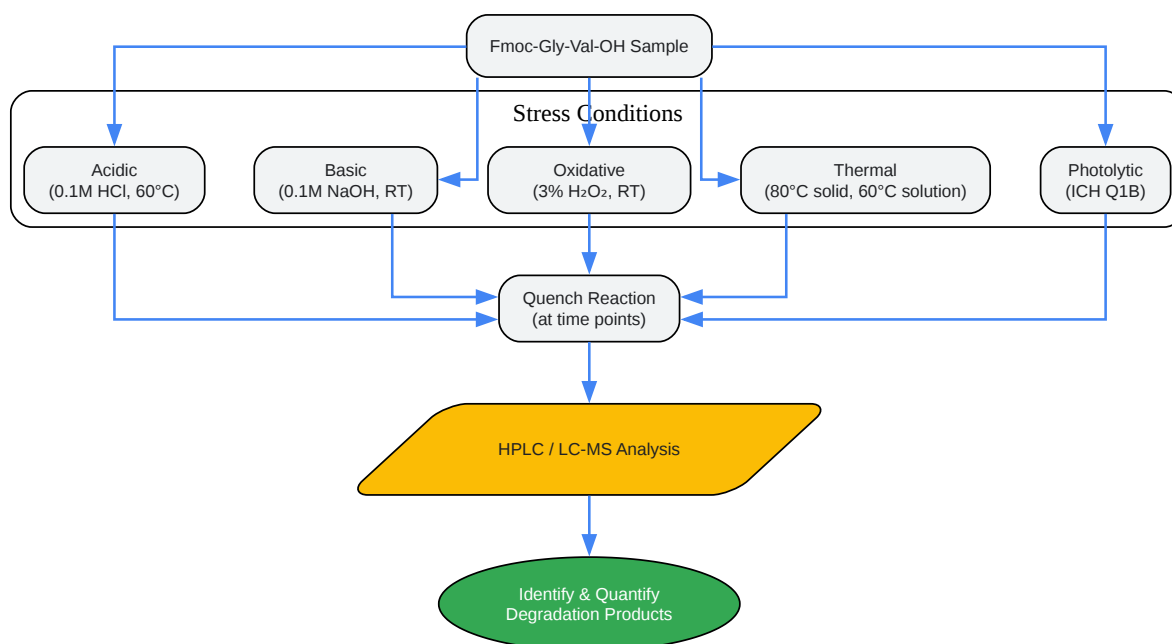 Fmoc-Gly-Val-OH Sample
Stress Conditions
Acidic
(0.1M HCl, 60°C)
Basic
(0.1M NaOH, RT)
Oxidative
(3% H₂O₂, RT)
Thermal
(80°C solid, 60°C solution)
Photolytic
(ICH Q1B)
Quench Reaction
(at time points)
HPLC / LC-MS Analysis
Identify & Quantify
Degradation Products